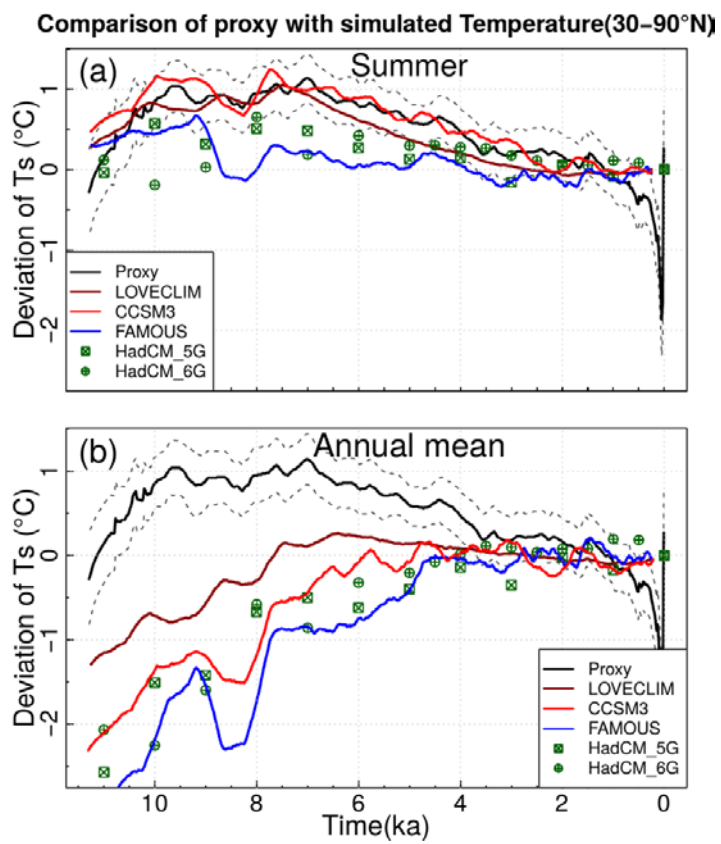 Comparison of proxy with simulated Temperature(30−90°N)
(a)
Summer
Deviation of Ts (°C)
1
0
-1
-2
Proxy
LOVECLIM
CCSM3
FAMOUS
HadCM_5G
HadCM_6G
(b)
Annual mean
Deviation of Ts (°C)
1
0
-1
-2
Proxy
LOVECLIM
CCSM3
FAMOUS
HadCM_5G
HadCM_6G
10 8 6 4 2 0
Time(ka)